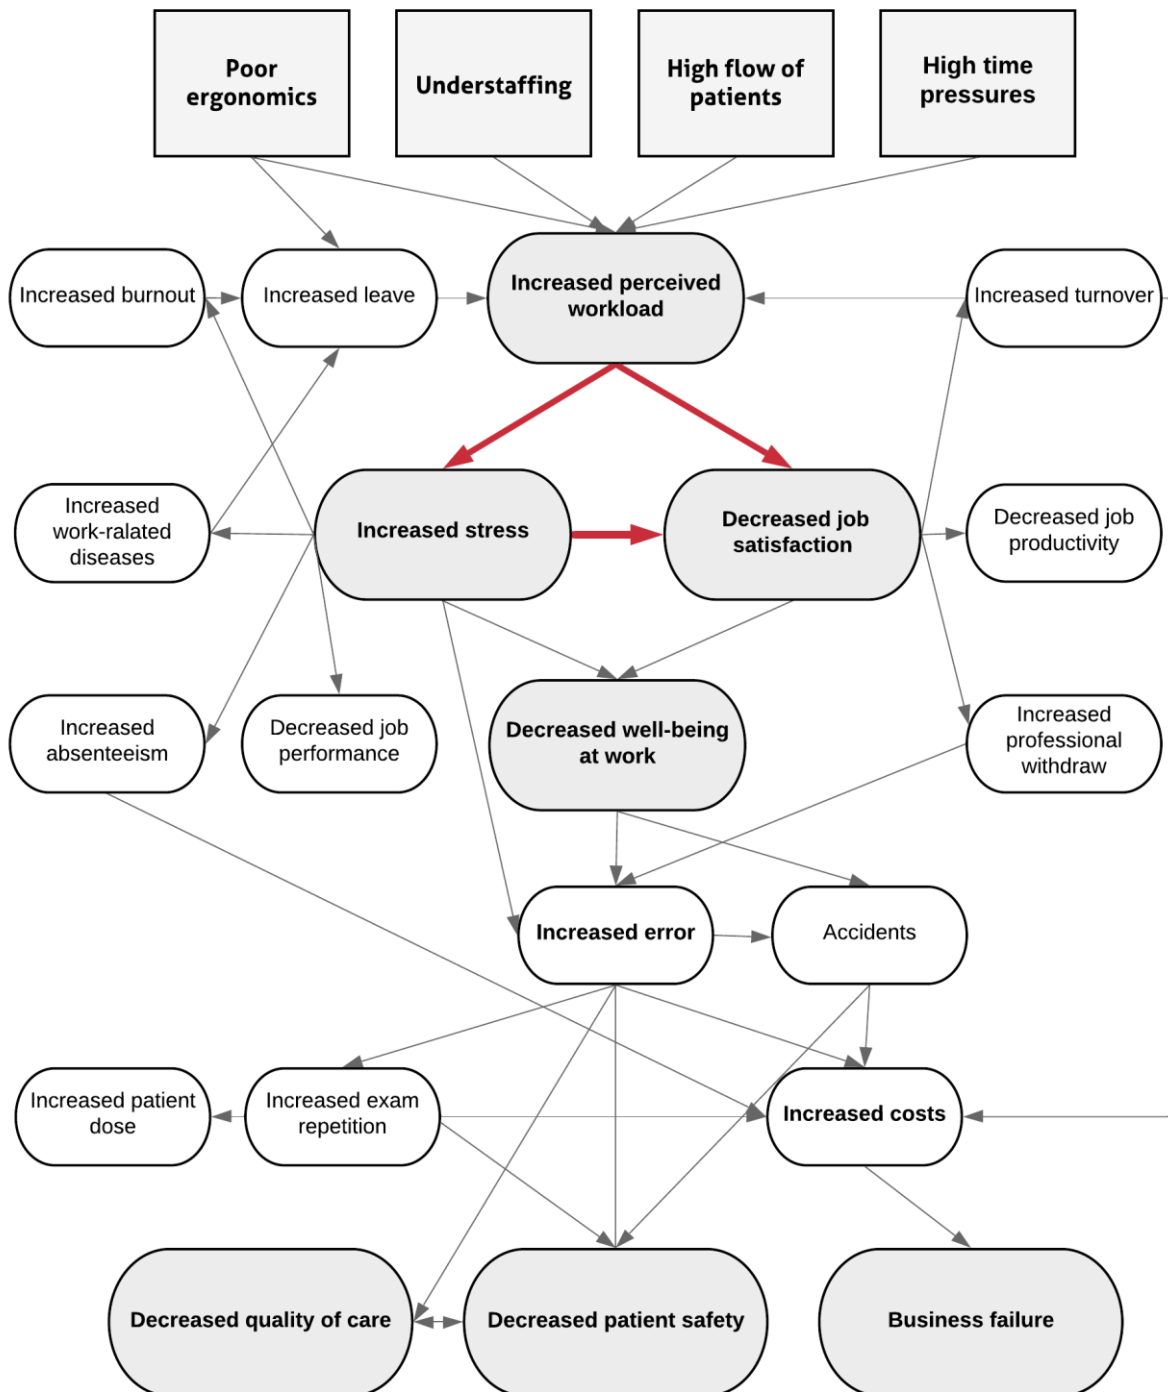 Poor
ergonomics
Understaffing
High flow of
patients
High time
pressures
Increased burnout
Increased leave
Increased perceived
workload
Increased turnover
Increased
work-ralated
diseases
Increased stress
Decreased job
satisfaction
Decreased job
productivity
Increased
absenteeism
Decreased job
performance
Decreased well-being
at work
Increased
professional
withdraw
Increased error
Accidents
Increased patient
dose
Increased exam
repetition
Increased costs
Decreased quality of care
Decreased patient safety
Business failure